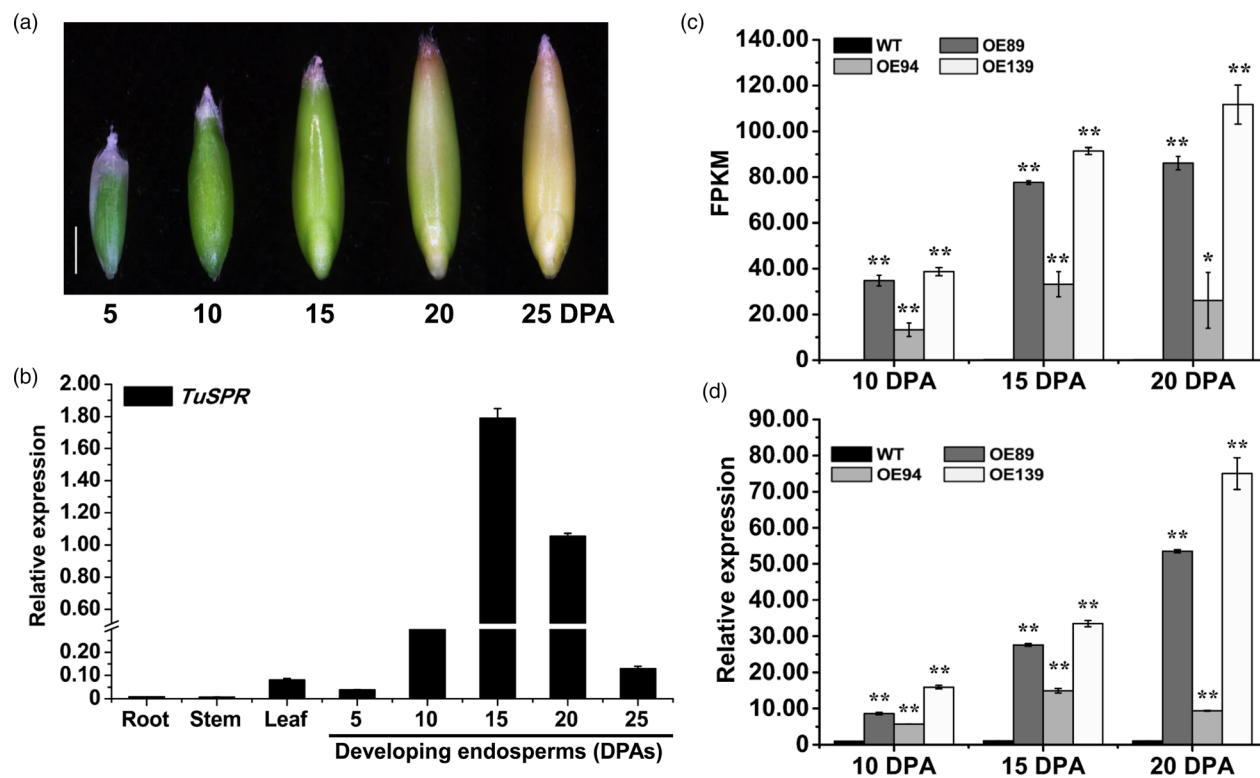 (a)
5 10 15 20 25 DPA
(b)
TuSPR
Relative expression
2.00
1.80
1.60
1.40
1.20
1.00
0.80
0.60
0.20
0.10
0
Root Stem Leaf 5 10 15 20 25
Developing endosperms (DPAs)
(c)
WT OE89
OE94 OE139
FPKM
140.00
120.00
100.00
80.00
60.00
40.00
20.00
0
** ** **
** ** **
** * **
10 DPA 15 DPA 20 DPA
(d)
WT OE89
OE94 OE139
Relative expression
90.00
80.00
70.00
60.00
50.00
40.00
30.00
20.00
10.00
0
** ** **
** ** **
** ** **
10 DPA 15 DPA 20 DPA